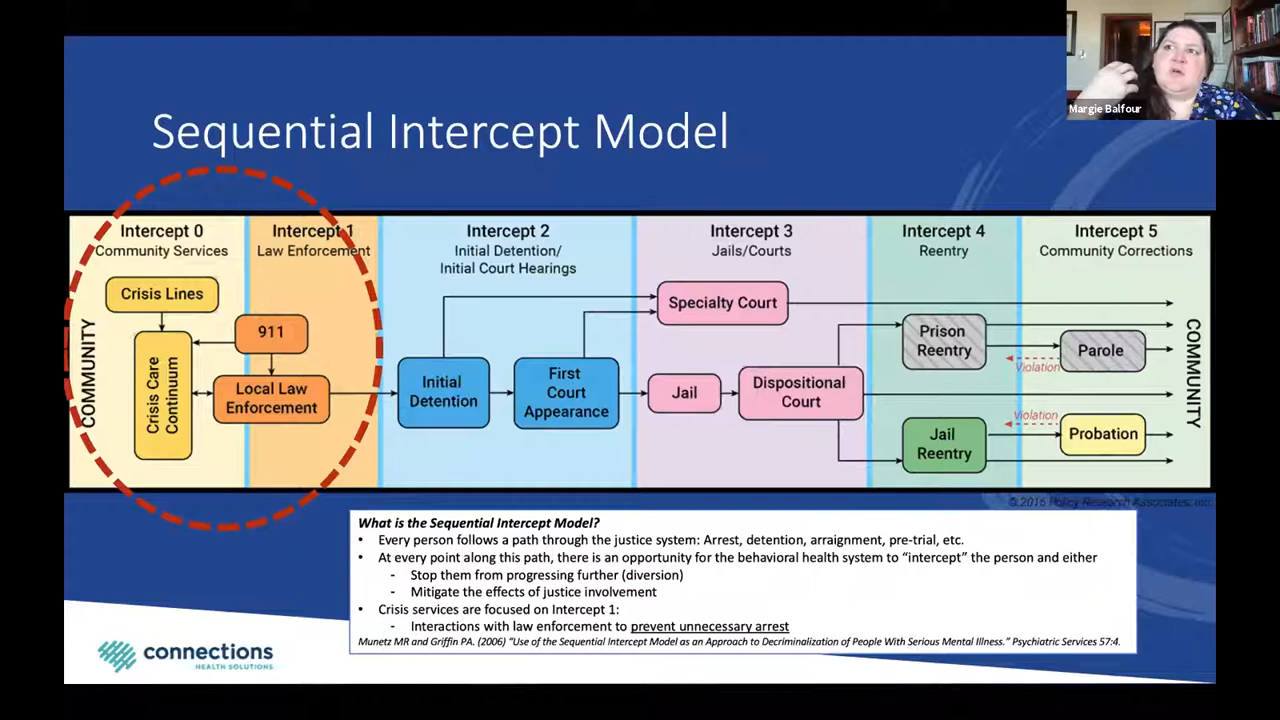 Margie Balfour
Sequential Intercept Model
Intercept 0
Community Services
Intercept 1
Law Enforcement
Intercept 2
Initial Detention/
Initial Court Hearings
Intercept 3
Jails/Courts
Intercept 4
Reentry
Intercept 5
Community Corrections
COMMUNITY
Crisis Lines
Crisis Care
Continuum
911
Local Law
Enforcement
Initial
Detention
First
Court
Appearance
Specialty Court
Jail
Dispositional
Court
Prison
Reentry
Parole
Violation
Jail
Reentry
Violation
Probation
COMMUNITY
© 2016 Policy Research Associates, Inc.
What is the Sequential Intercept Model?
• Every person follows a path through the justice system: Arrest, detention, arraignment, pre-trial, etc.
• At every point along this path, there is an opportunity for the behavioral health system to “intercept” the person and either
- Stop them from progressing further (diversion)
- Mitigate the effects of justice involvement
• Crisis services are focused on Intercept 1:
- Interactions with law enforcement to prevent unnecessary arrest
Munetz MR and Griffin PA. (2006) “Use of the Sequential Intercept Model as an Approach to Decriminalization of People With Serious Mental Illness.” Psychiatric Services 57:4.
connections
HEALTH SOLUTIONS